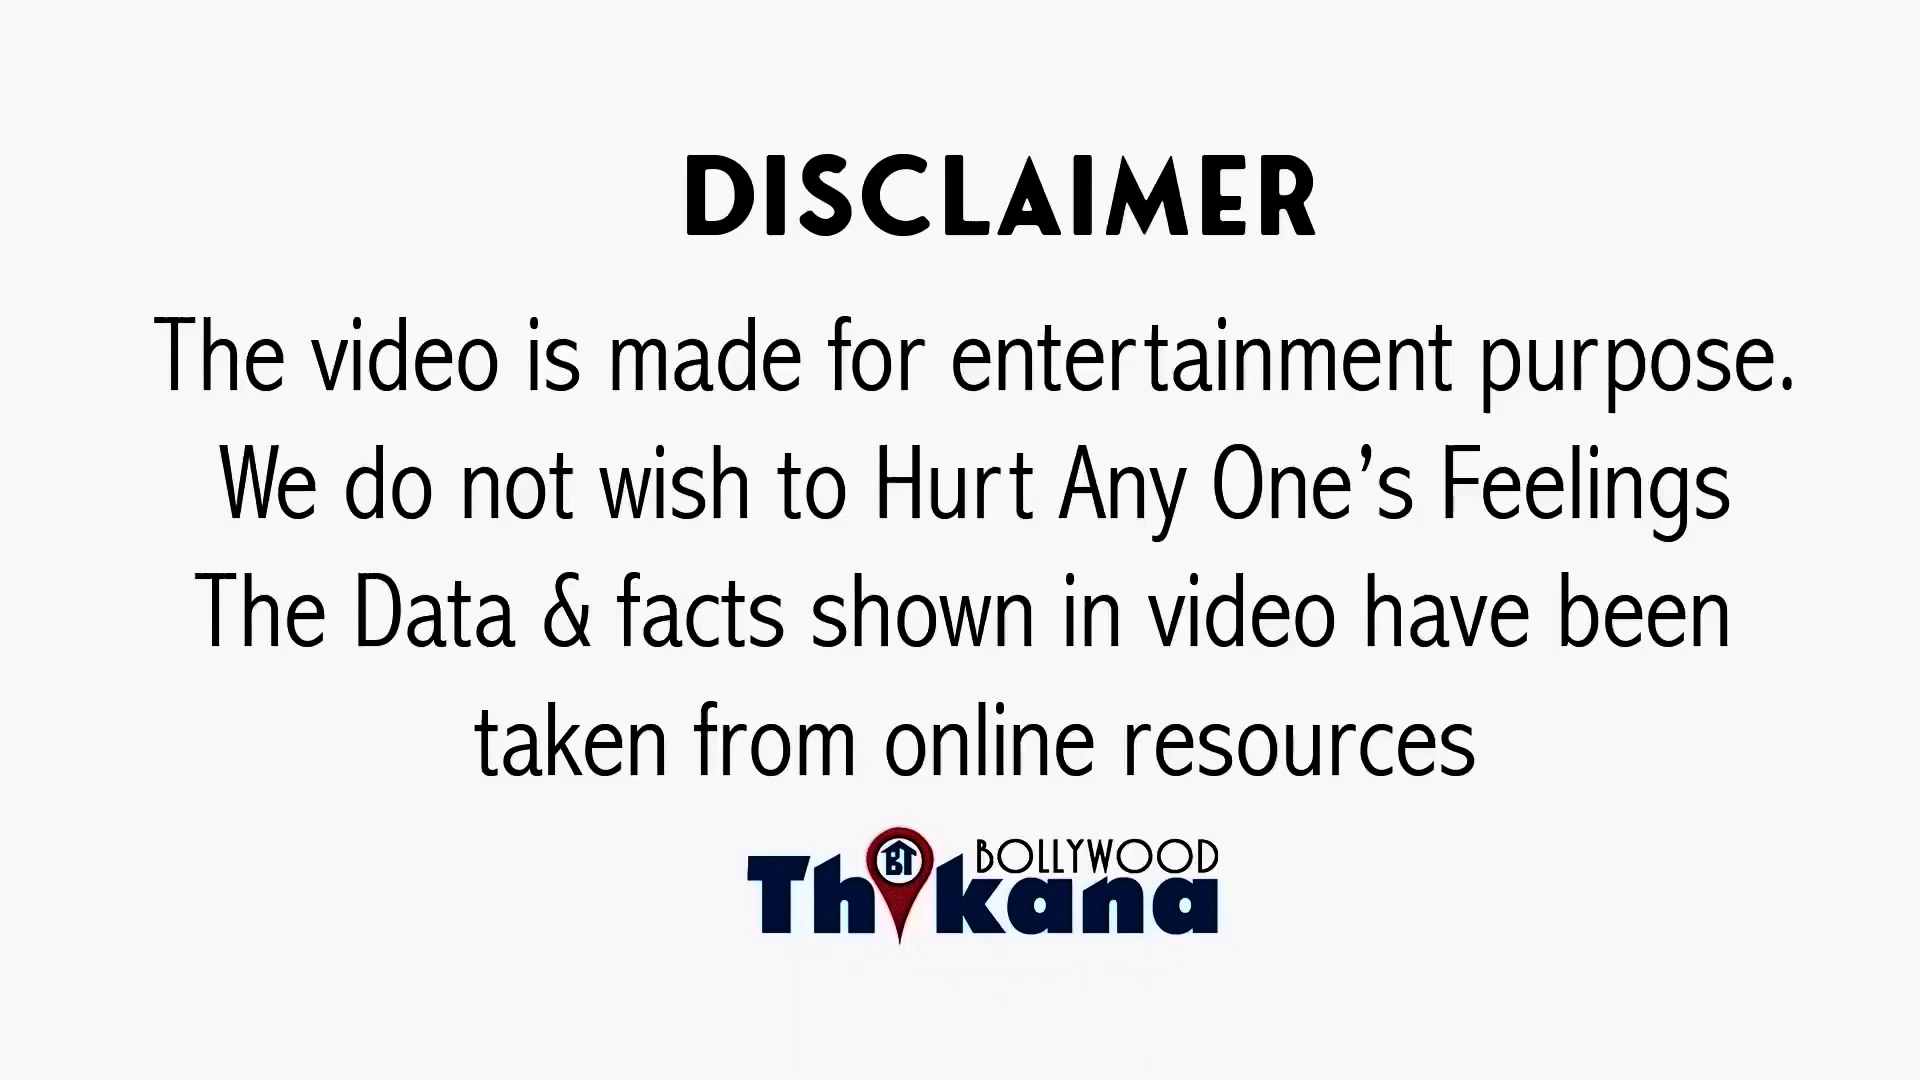 DISCLAIMER
The video is made for entertainment purpose.
We do not wish to Hurt Any One’s Feelings
The Data & facts shown in video have been
taken from online resources
BOLLYWOOD
BT
Thikana